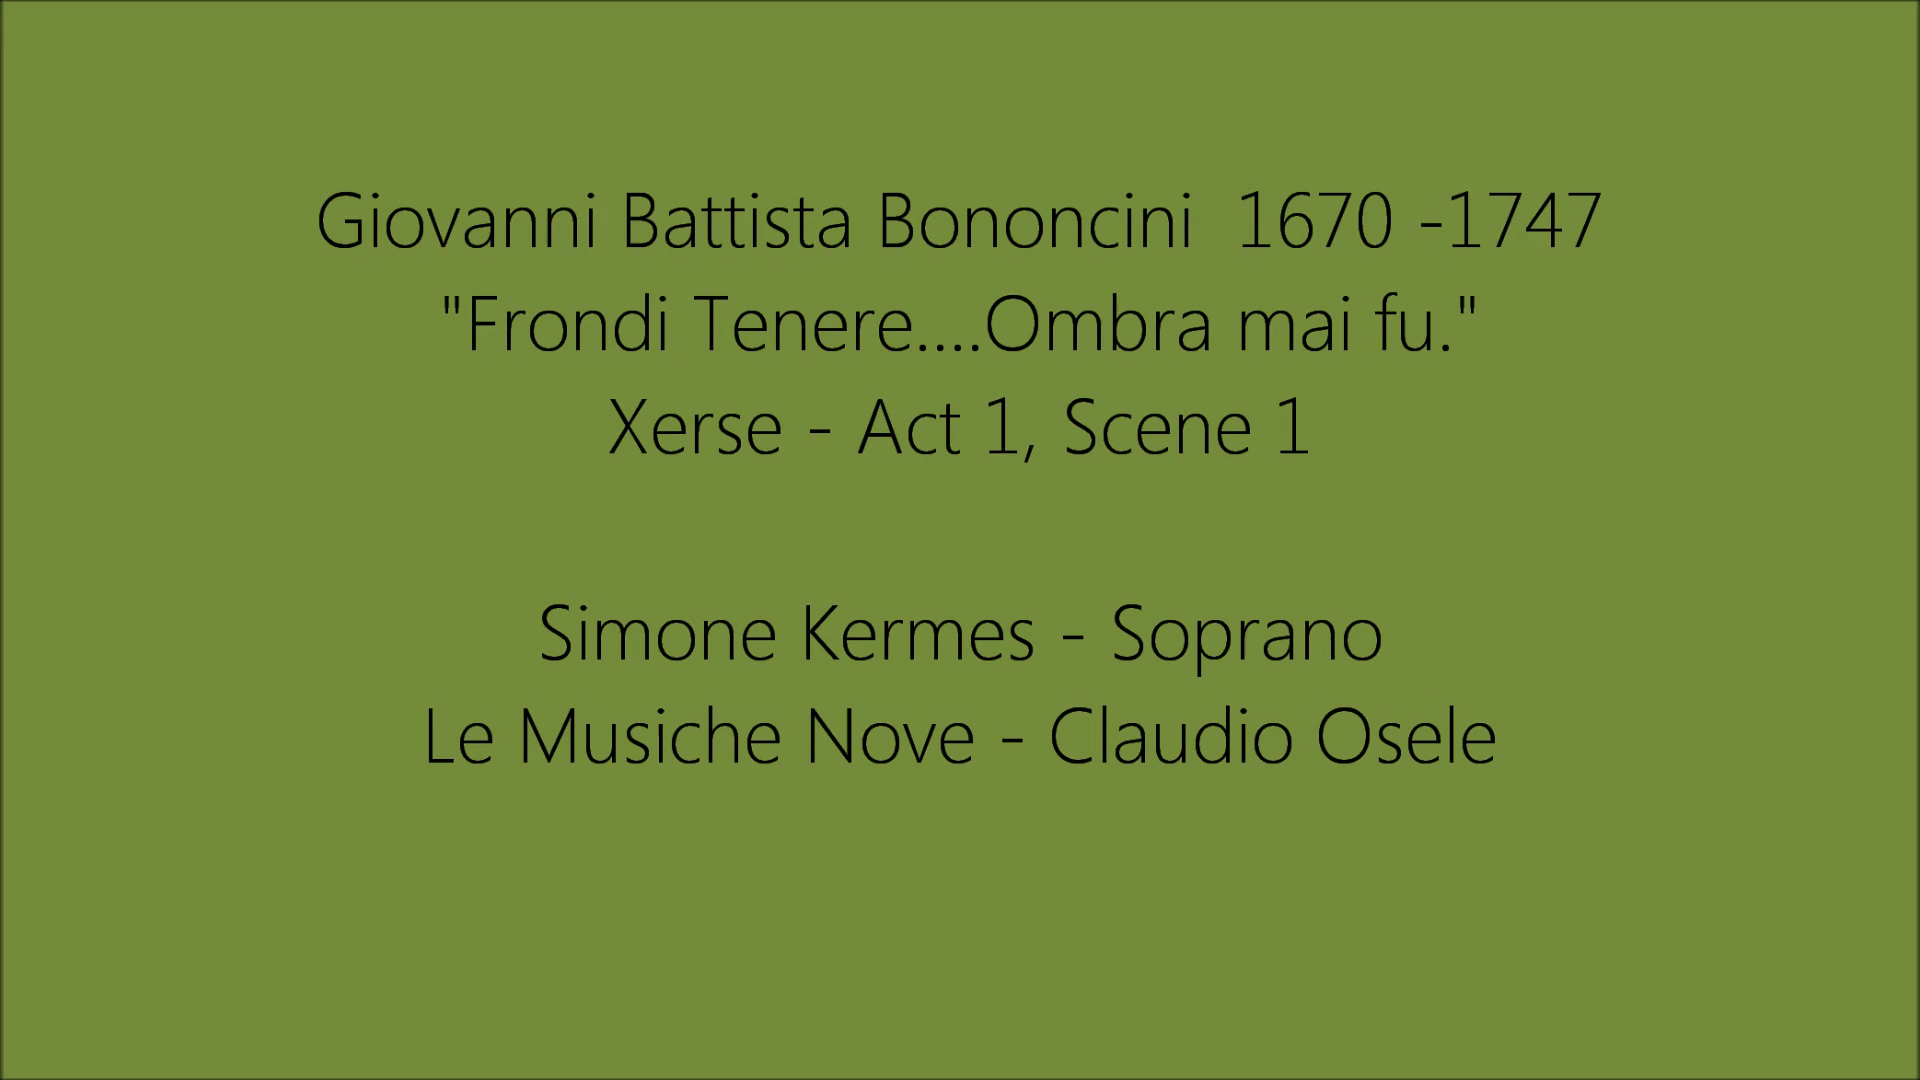 Giovanni Battista Bononcini  1670 -1747
"Frondi Tenere....Ombra mai fu."
Xerse - Act 1, Scene 1
Simone Kermes - Soprano
Le Musiche Nove - Claudio Osele